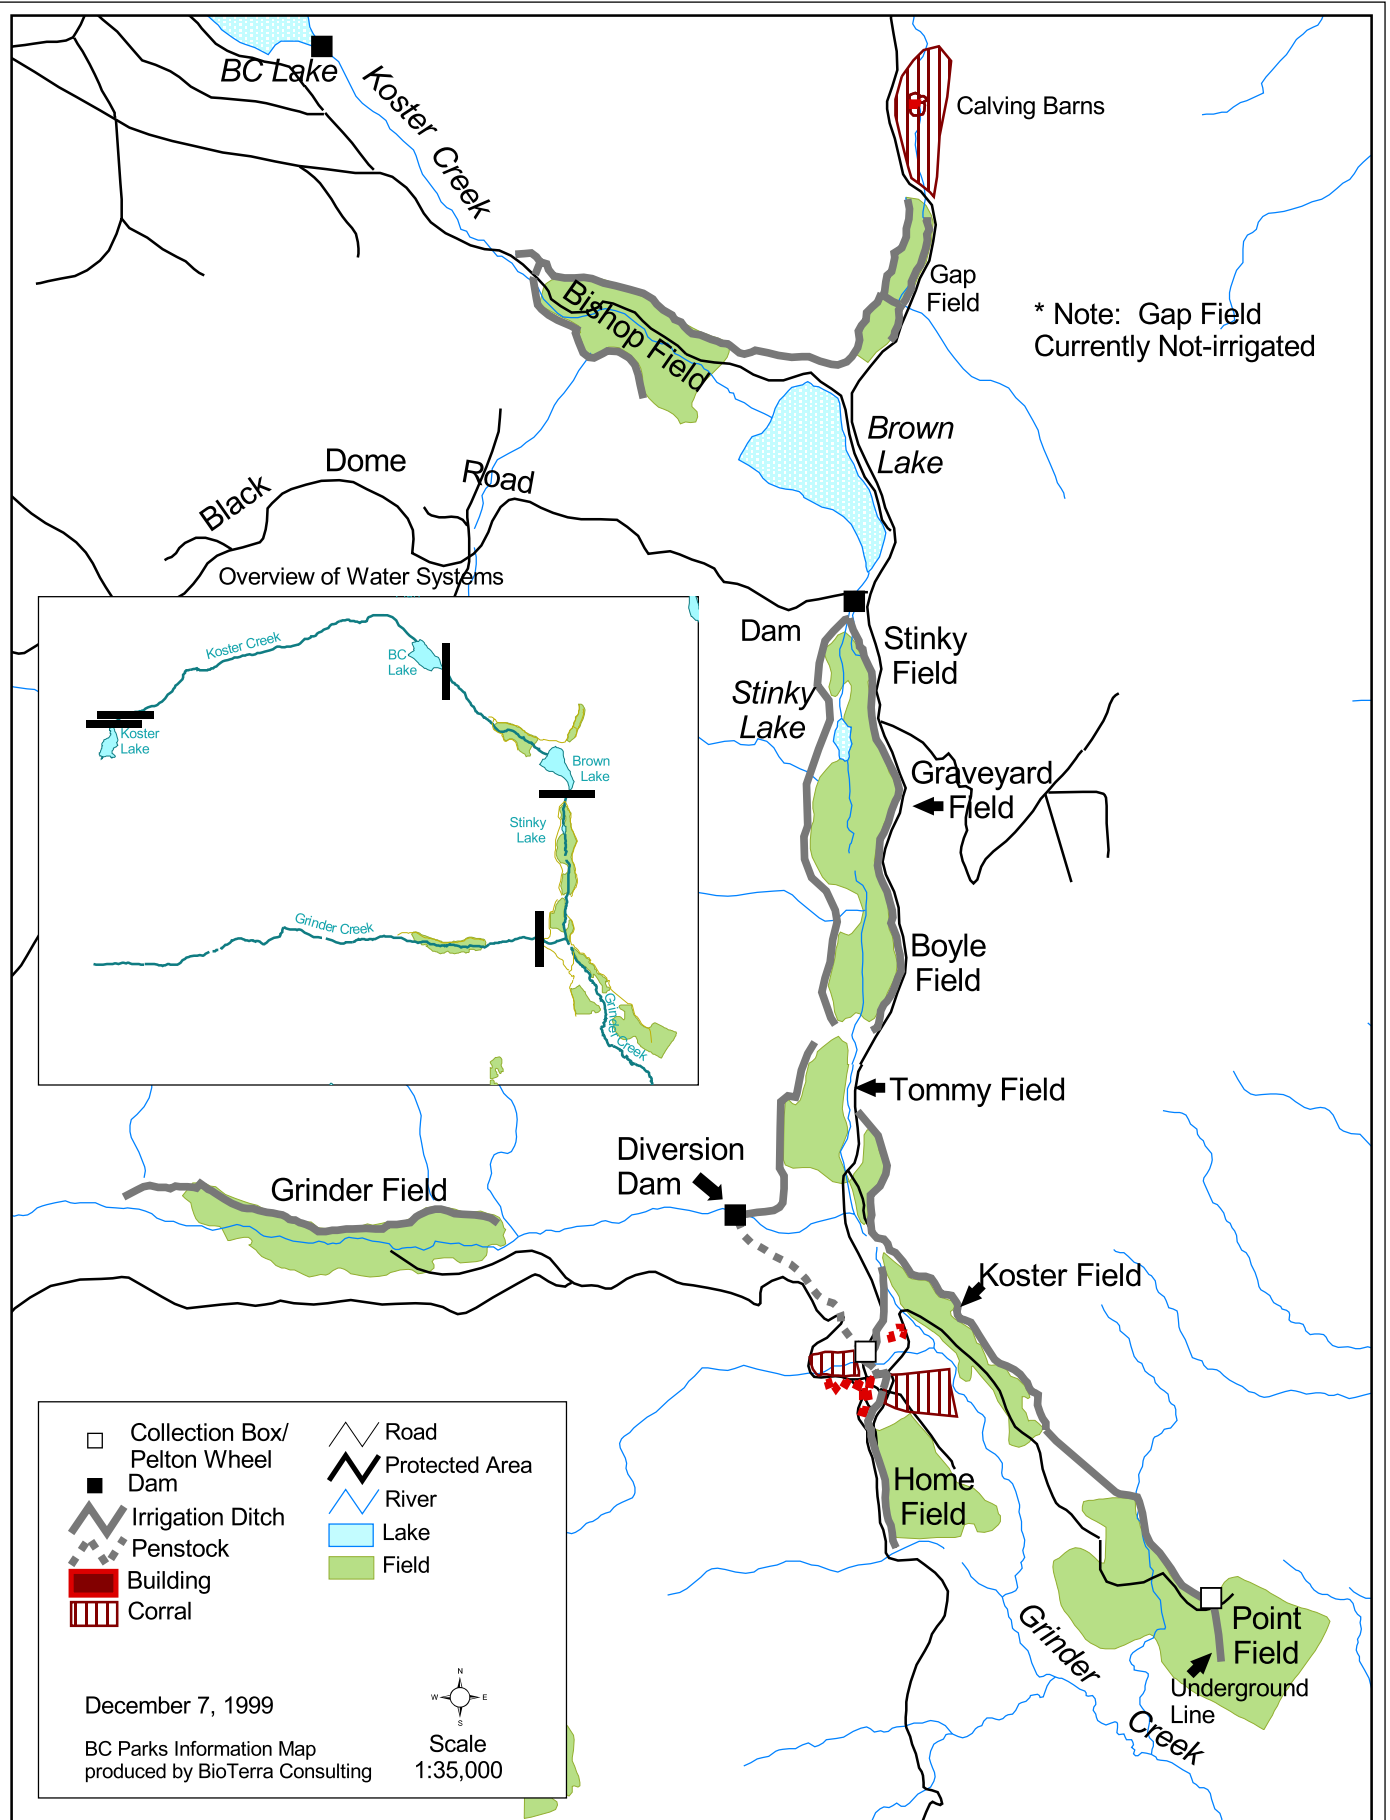 BC Lake
Koster Creek
Calving Barns
Gap
Field
* Note: Gap Field
Currently Not-irrigated
Bishop Field
Brown
Lake
Black Dome Road
Overview of Water Systems
Koster Creek
BC
Lake
Koster
Lake
Brown
Lake
Stinky
Lake
Grinder Creek
Grinder Creek
Dam
Stinky
Field
Stinky
Lake
Graveyard
Field
Boyle
Field
Tommy Field
Diversion
Dam
Grinder Field
Koster Field
Home
Field
Point
Field
Underground
Line
Grinder Creek
Collection Box/
Pelton Wheel
Dam
Irrigation Ditch
Penstock
Building
Corral
Road
Protected Area
River
Lake
Field
December 7, 1999
BC Parks Information Map
produced by BioTerra Consulting
N
W E
S
Scale
1:35,000